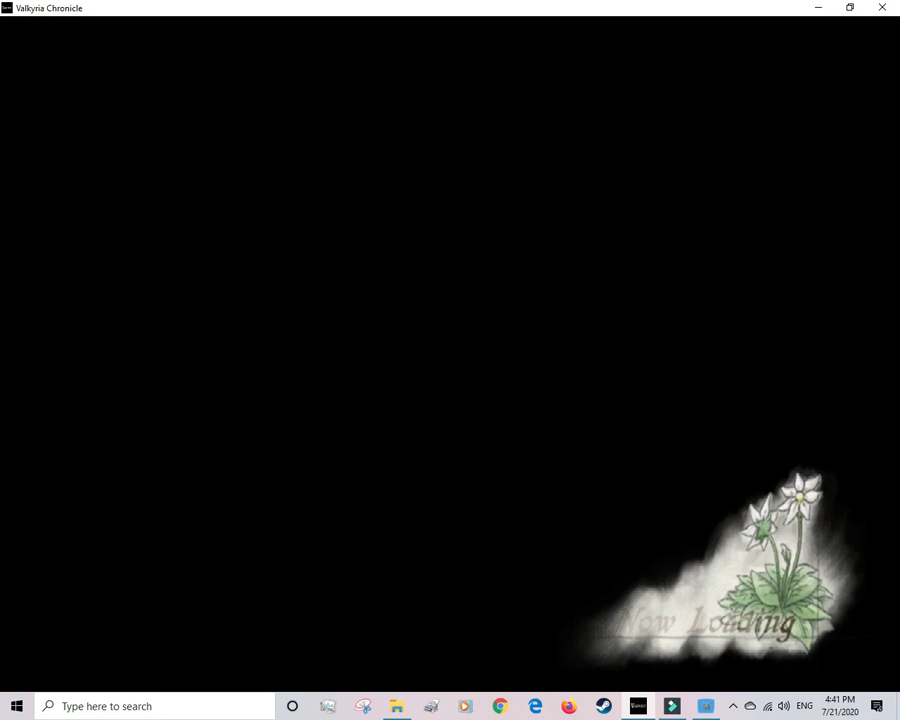 Valkyria Chronicle
Now Loading
Type here to search
ENG
4:41 PM
7/21/2020